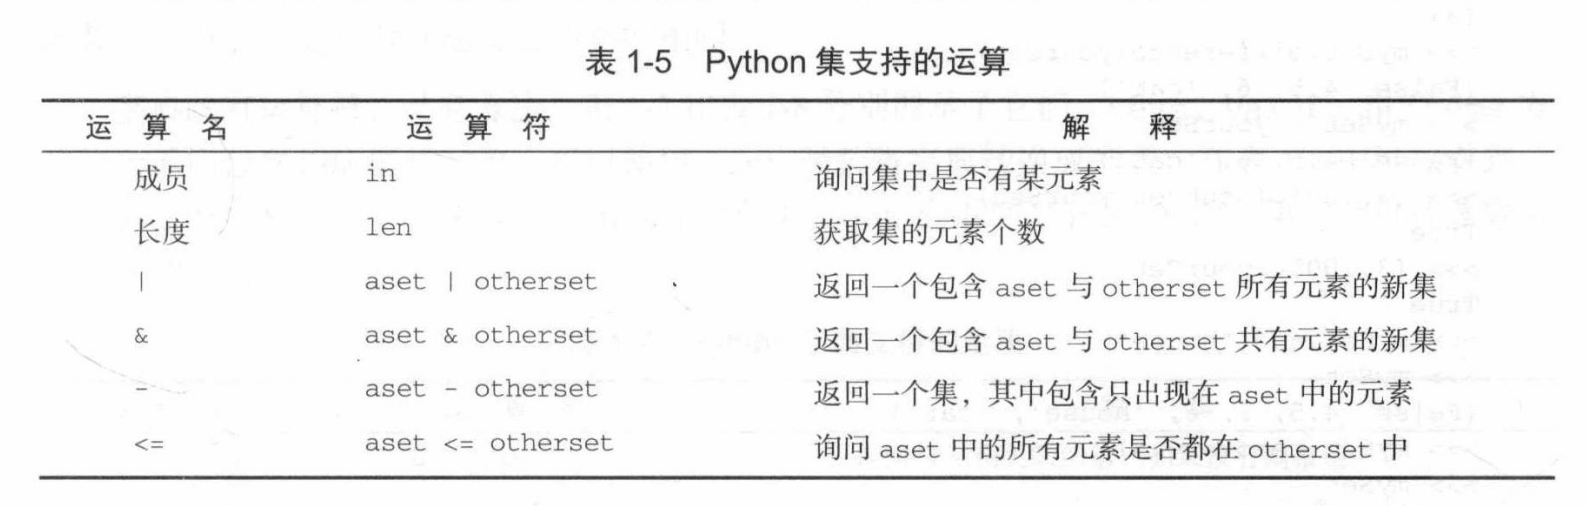 表 1-5 Python 集支持的运算
运 算 名 运 算 符 解 释
成员 in 询问集中是否有某元素
长度 len 获取集的元素个数
| aset | otherset 返回一个包含 aset 与 otherset 所有元素的新集
& aset & otherset 返回一个包含 aset 与 otherset 共有元素的新集
- aset - otherset 返回一个集，其中包含只出现在 aset 中的元素
<= aset <= otherset 询问 aset 中的所有元素是否都在 otherset 中